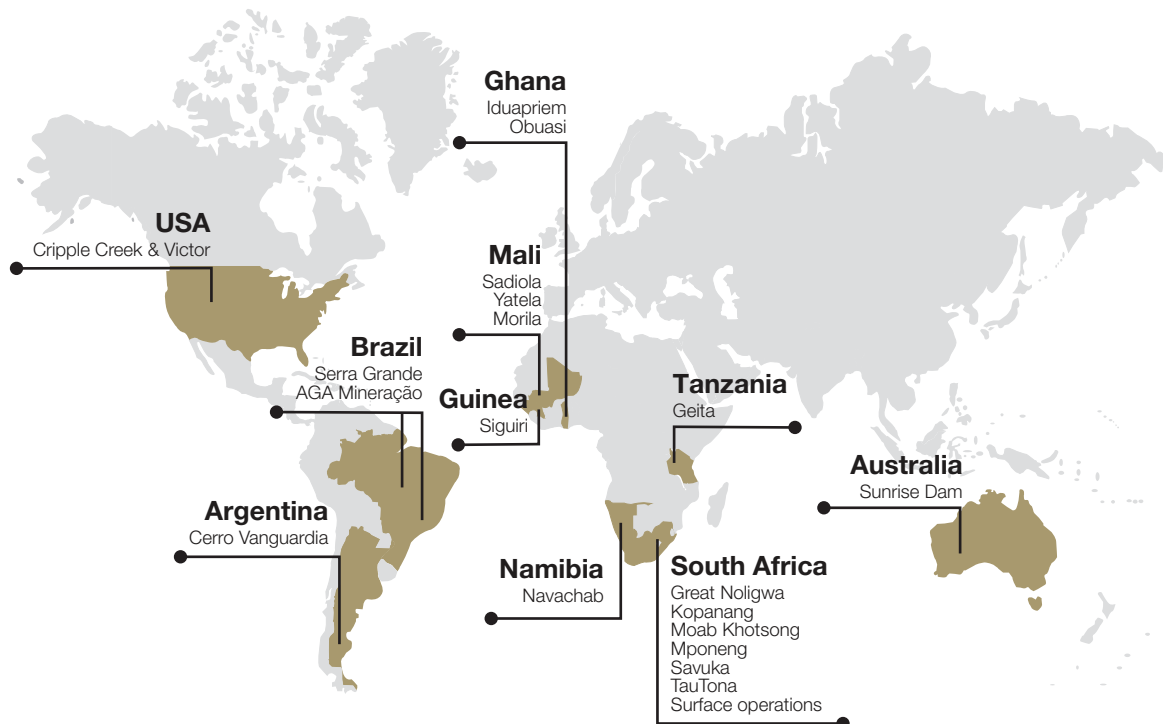 Ghana
Iduapriem
Obuasi
USA
Cripple Creek & Victor
Mali
Sadiola
Yatela
Morila
Brazil
Serra Grande
AGA Mineração
Guinea
Siguiri
Tanzania
Geita
Australia
Sunrise Dam
Argentina
Cerro Vanguardia
Namibia
Navachab
South Africa
Great Noligwa
Kopanang
Moab Khotsong
Mponeng
Savuka
TauTona
Surface operations